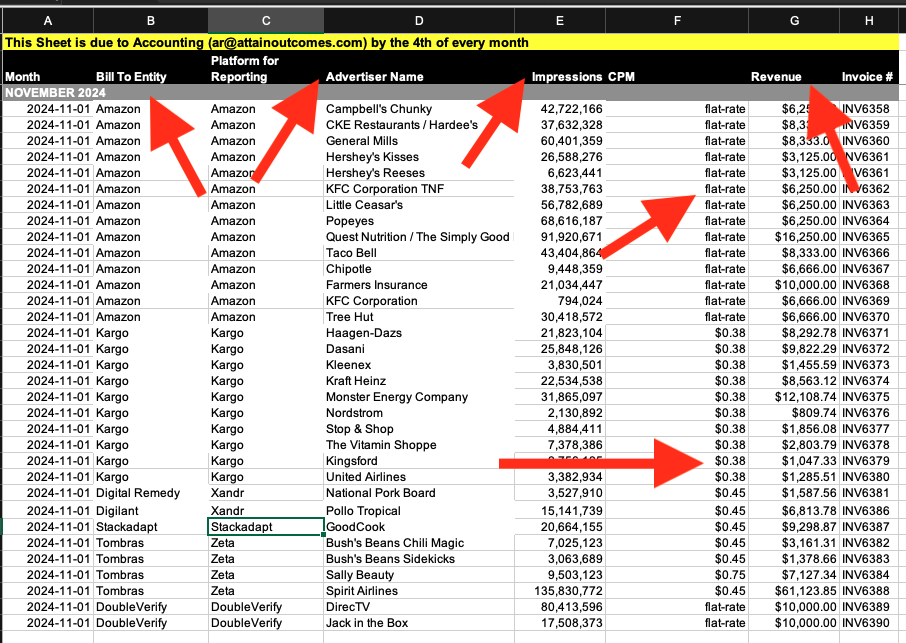 A B C D E F G H
This Sheet is due to Accounting (ar@attainoutcomes.com) by the 4th of every month
Platform for
Month Bill To Entity Reporting Advertiser Name Impressions CPM Revenue Invoice #
NOVEMBER 2024
2024-11-01 Amazon Amazon Campbell's Chunky 42,722,166 flat-rate INV6358
2024-11-01 Amazon Amazon CKE Restaurants / Hardee's 37,632,328 flat-rate INV6359
2024-11-01 Amazon Amazon General Mills 60,401,359 flat-rate $8,333.00 INV6360
2024-11-01 Amazon Amazon Hershey's Kisses 26,588,276 flat-rate $3,125.00 INV6361
2024-11-01 Amazon Amazon Hershey's Reeses 6,623,441 flat-rate $3,125.00 INV6361
2024-11-01 Amazon Amazon KFC Corporation TNF 38,753,763 flat-rate $6,250.00 INV6362
2024-11-01 Amazon Amazon Little Ceasar's 56,782,689 flat-rate $6,250.00 INV6363
2024-11-01 Amazon Amazon Popeyes 68,616,187 flat-rate $6,250.00 INV6364
2024-11-01 Amazon Amazon Quest Nutrition / The Simply Good 91,920,671 flat-rate $16,250.00 INV6365
2024-11-01 Amazon Amazon Taco Bell 43,404,864 flat-rate $8,333.00 INV6366
2024-11-01 Amazon Amazon Chipotle 9,448,359 flat-rate $6,666.00 INV6367
2024-11-01 Amazon Amazon Farmers Insurance 21,034,447 flat-rate $10,000.00 INV6368
2024-11-01 Amazon Amazon KFC Corporation 794,024 flat-rate $6,666.00 INV6369
2024-11-01 Amazon Amazon Tree Hut 30,418,572 flat-rate $6,666.00 INV6370
2024-11-01 Kargo Kargo Haagen-Dazs 21,823,104 $0.38 $8,292.78 INV6371
2024-11-01 Kargo Kargo Dasani 25,848,126 $0.38 $9,822.29 INV6372
2024-11-01 Kargo Kargo Kleenex 3,830,501 $0.38 $1,455.59 INV6373
2024-11-01 Kargo Kargo Kraft Heinz 22,534,538 $0.38 $8,563.12 INV6374
2024-11-01 Kargo Kargo Monster Energy Company 31,865,097 $0.38 $12,108.74 INV6375
2024-11-01 Kargo Kargo Nordstrom 2,130,892 $0.38 $809.74 INV6376
2024-11-01 Kargo Kargo Stop & Shop 4,884,411 $0.38 $1,856.08 INV6377
2024-11-01 Kargo Kargo The Vitamin Shoppe 7,378,386 $0.38 $2,803.79 INV6378
2024-11-01 Kargo Kargo Kingsford $0.38 $1,047.33 INV6379
2024-11-01 Kargo Kargo United Airlines 3,382,934 $0.38 $1,285.51 INV6380
2024-11-01 Digital Remedy Xandr National Pork Board 3,527,910 $0.45 $1,587.56 INV6381
2024-11-01 Digilant Xandr Pollo Tropical 15,141,739 $0.45 $6,813.78 INV6386
2024-11-01 Stackadapt Stackadapt GoodCook 20,664,155 $0.45 $9,298.87 INV6387
2024-11-01 Tombras Zeta Bush's Beans Chili Magic 7,025,123 $0.45 $3,161.31 INV6382
2024-11-01 Tombras Zeta Bush's Beans Sidekicks 3,063,689 $0.45 $1,378.66 INV6383
2024-11-01 Tombras Zeta Sally Beauty 9,503,123 $0.75 $7,127.34 INV6384
2024-11-01 Tombras Zeta Spirit Airlines 135,830,772 $0.45 $61,123.85 INV6388
2024-11-01 DoubleVerify DoubleVerify DirecTV 80,413,596 flat-rate $10,000.00 INV6389
2024-11-01 DoubleVerify DoubleVerify Jack in the Box 17,508,373 flat-rate $10,000.00 INV6390